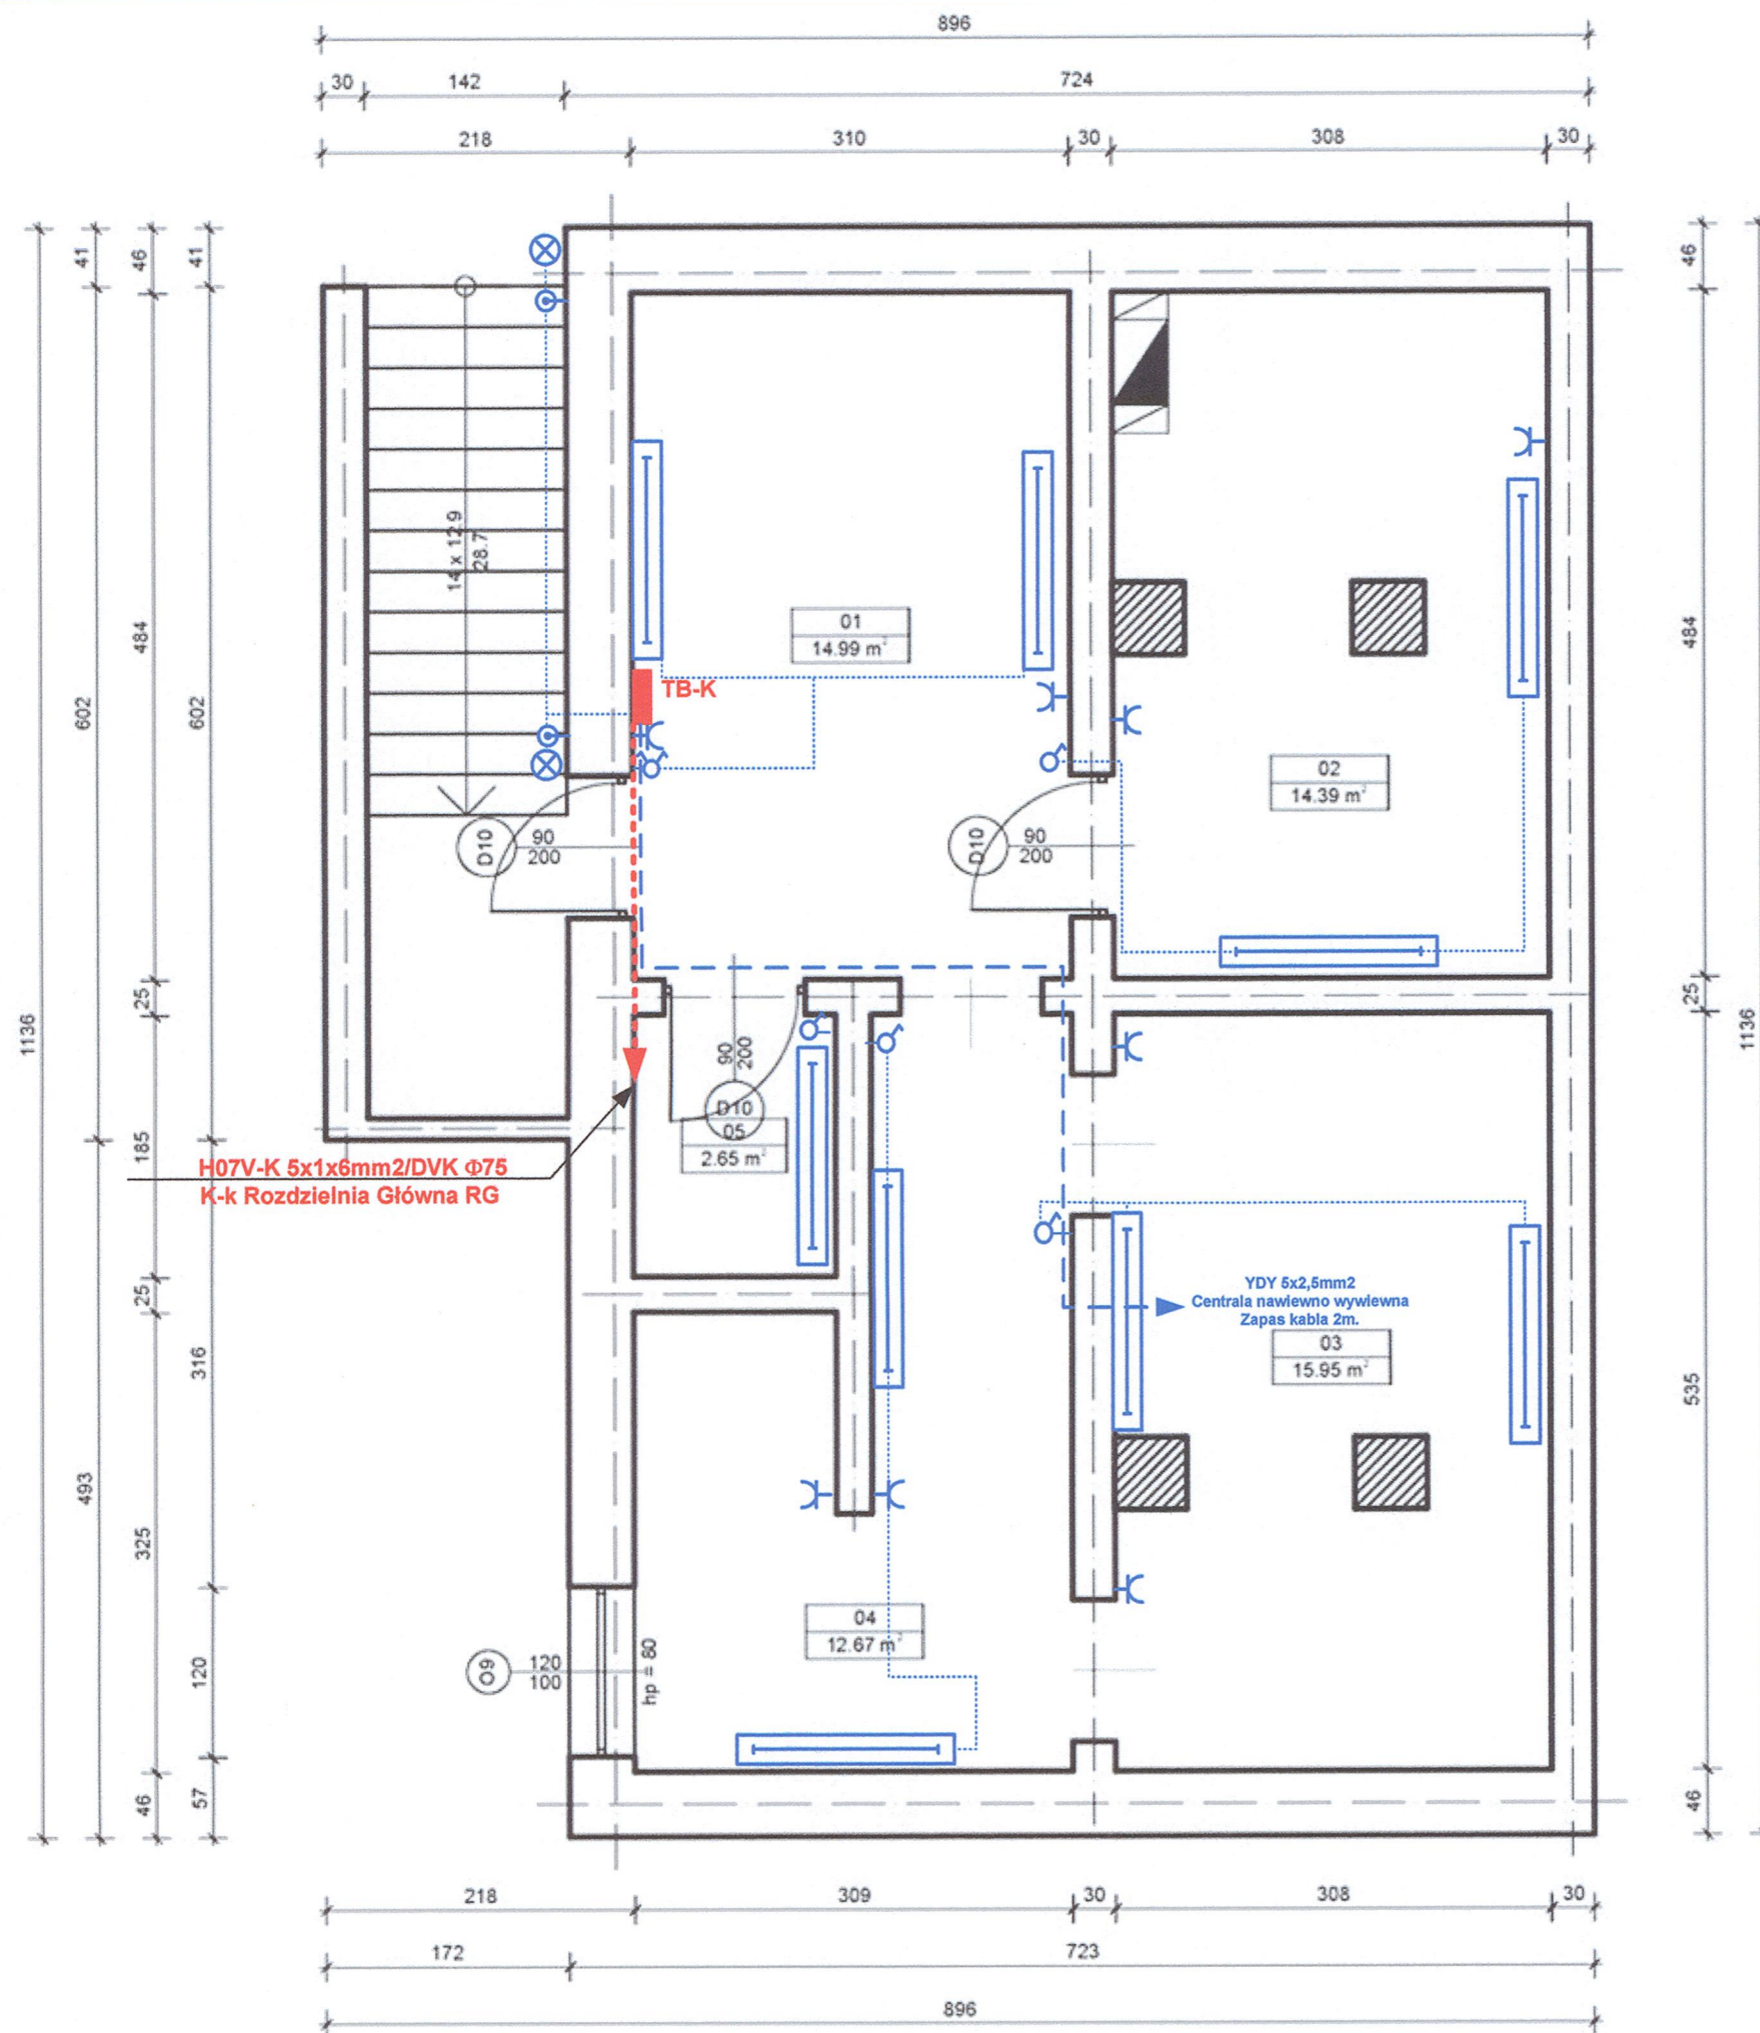 896
30 142 724
218 310 30 308 30
41 46 41 46
14 x 12.9
28.7
01
14.99 m²
TB-K
484 602 602 484
02
14.39 m²
D10 90
200
D10 90
200
25 25
1136 1136
90
200
D10
05
2.65 m²
185
H07V-K 5x1x6mm2/DVK Φ75
K-k Rozdzielnia Główna RG
25
YDY 5x2,5mm2
Centrala nawiewno wywiewna
Zapas kabla 2m.
03
15.95 m²
316 535
493
325
04
12.67 m²
O9 120
100
hp = 80
120
46 57 46
218 309 30 308 30
172 723
896